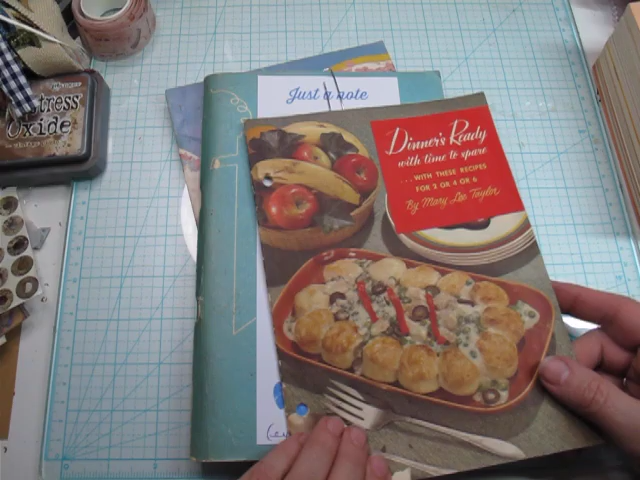 Just a note
Dinner's Ready
with time to spare
...WITH THESE RECIPES
FOR 2 OR 4 OR 6
By Mary Lee Taylor
Oxide